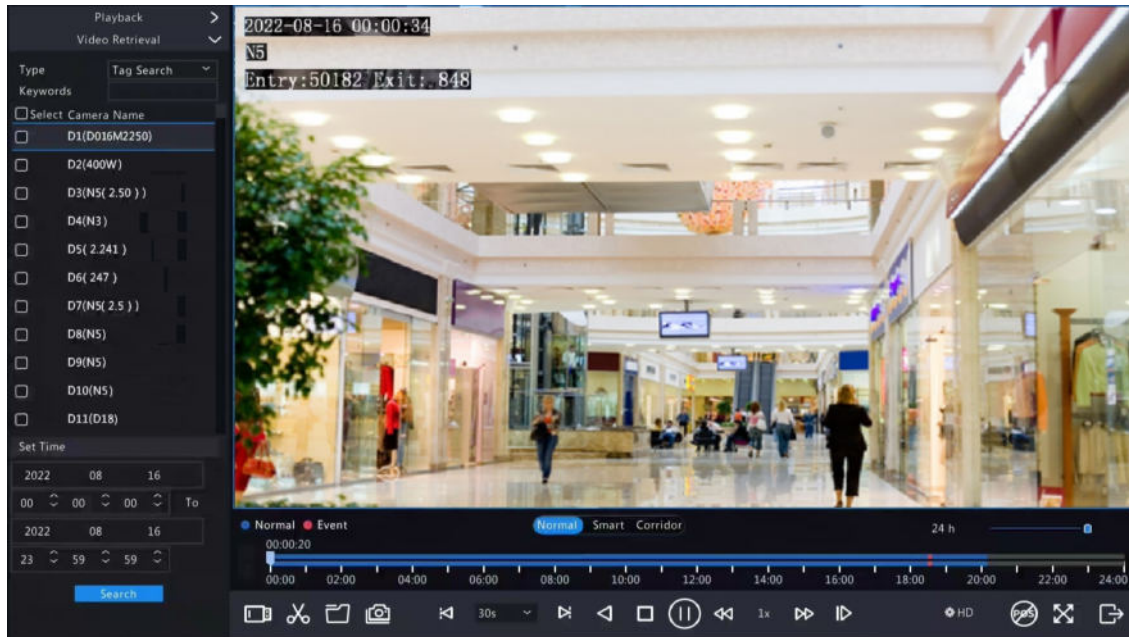 Playback >
Video Retrieval
Type Tag Search
Keywords
Select Camera Name
D1(D016M2250)
D2(400W)
D3(N5( 2.50 ) )
D4(N3 )
D5( 2.241 )
D6( 247 )
D7(N5( 2.5 ) )
D8(N5)
D9(N5)
D10(N5)
D11(D18)
Set Time
2022 08 16
00 00 00 To
2022 08 16
23 59 59
Search
2022-08-16 00:00:34
N5
Entry:50182 Exit: 848
Normal Event
Normal Smart Corridor
24 h
00:00:20
00:00 02:00 04:00 06:00 08:00 10:00 12:00 14:00 16:00 18:00 20:00 22:00 24:00
30s 1x HD POS